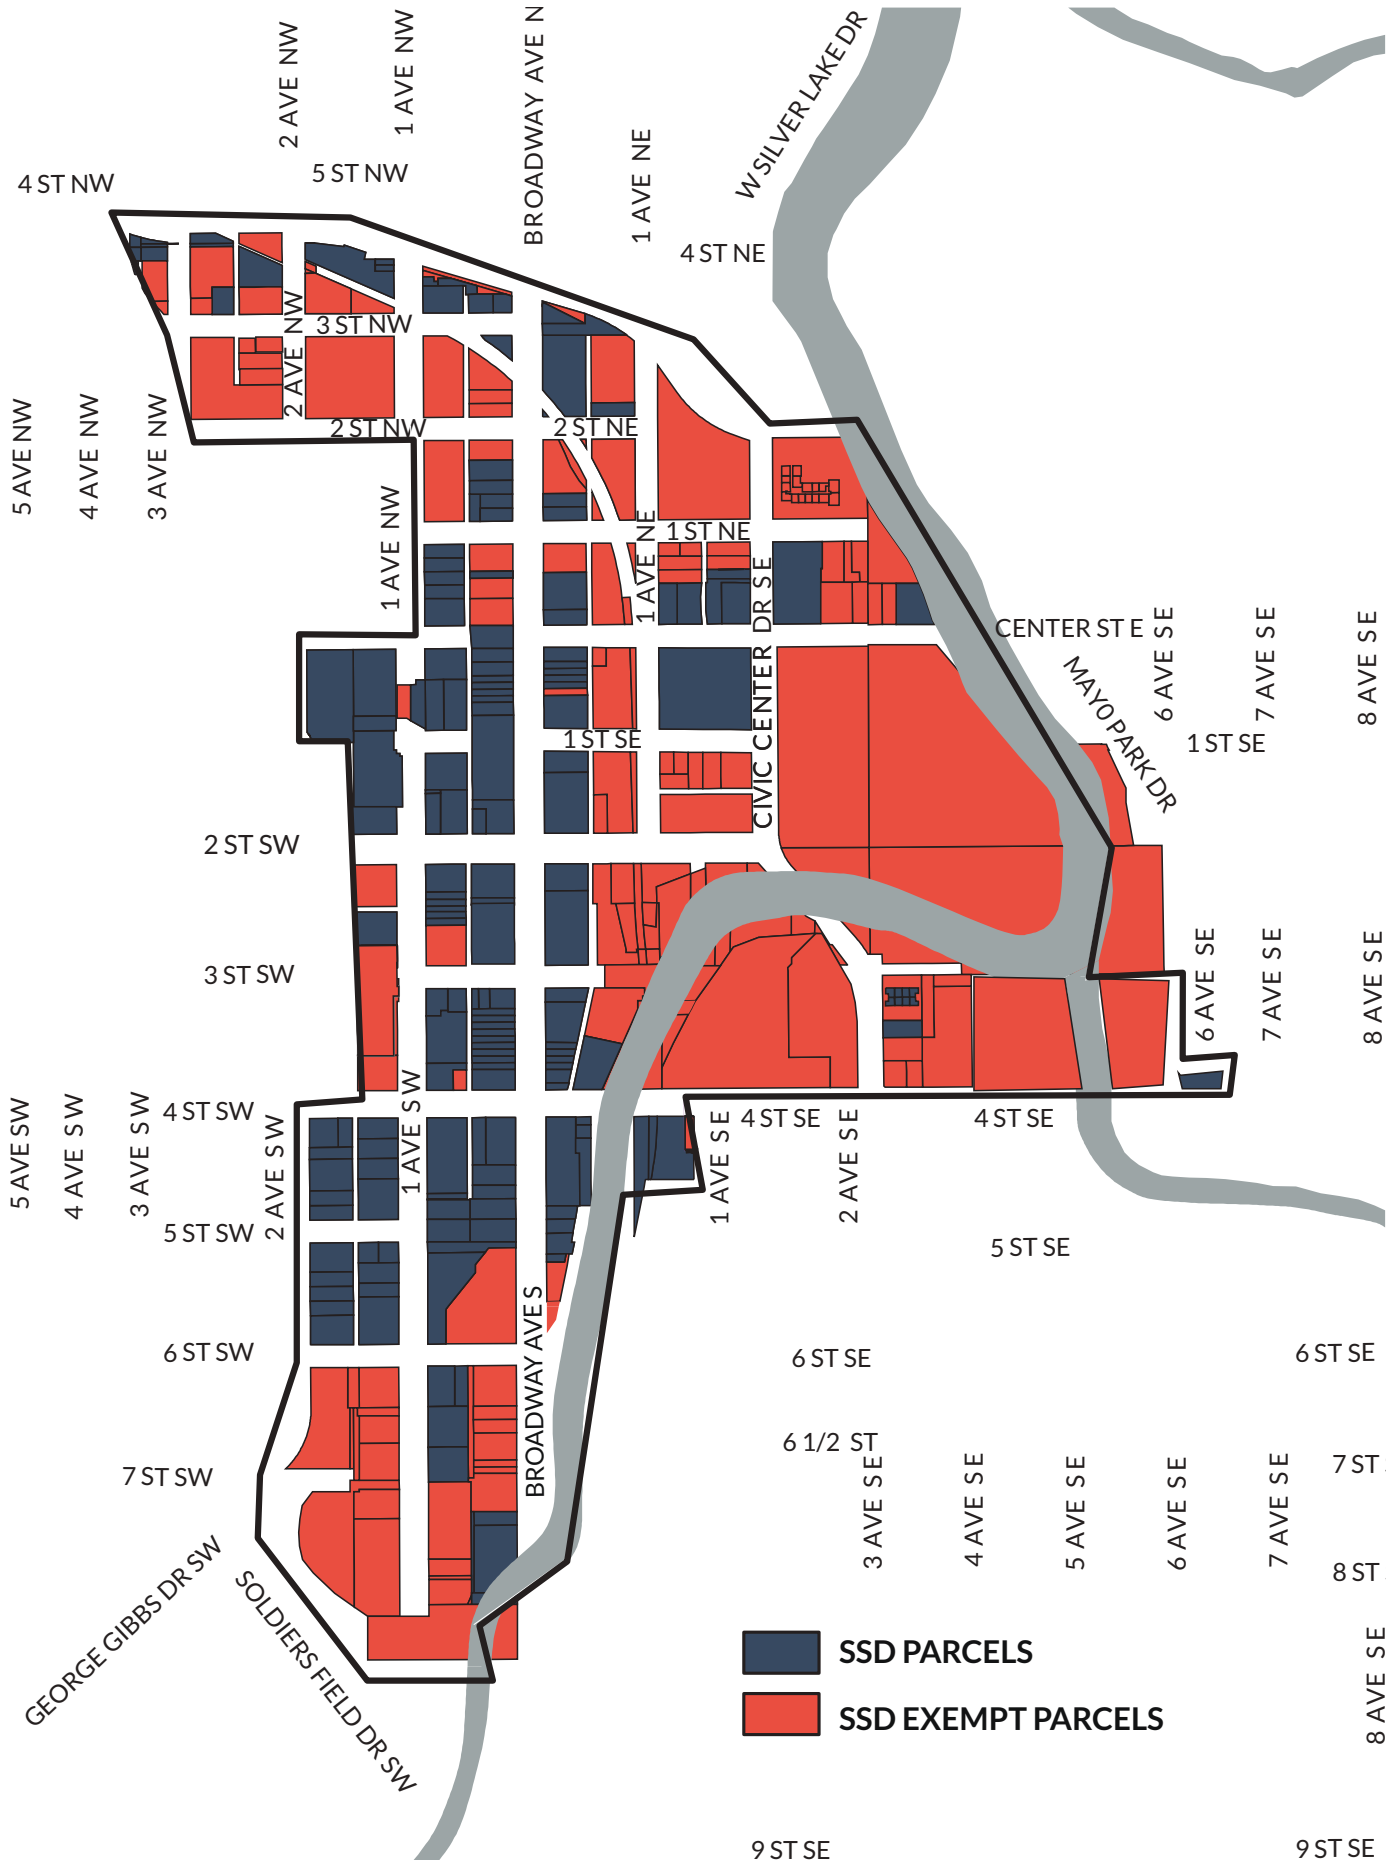 2 AVE NW
1 AVE NW
BROADWAY AVE N
W SILVER LAKE DR
1 AVE NE
4 ST NW
5 ST NW
4 ST NE
2 AVE NW
3 ST NW
5 AVE NW
4 AVE NW
3 AVE NW
2 ST NW
2 ST NE
1 AVE NW
1 AVE NE
1 ST NE
CENTER ST E
6 AVE SE
7 AVE SE
8 AVE SE
CIVIC CENTER DR SE
MAYO PARK DR
1 ST SE
1 ST SE
2 ST SW
3 ST SW
6 AVE SE
7 AVE SE
8 AVE SE
5 AVE SW
4 AVE SW
3 AVE SW
4 ST SW
2 AVE SW
1 AVE SW
1 AVE SE
4 ST SE
2 AVE SE
4 ST SE
5 ST SW
5 ST SE
BROADWAY AVE S
6 ST SW
6 ST SE
6 ST SE
6 1/2 ST
7 ST SW
3 AVE SE
4 AVE SE
5 AVE SE
6 AVE SE
7 AVE SE
7 ST
8 ST
GEORGE GIBBS DR SW
SOLDIERS FIELD DR SW
SSD PARCELS
SSD EXEMPT PARCELS
8 AVE SE
9 ST SE
9 ST SE